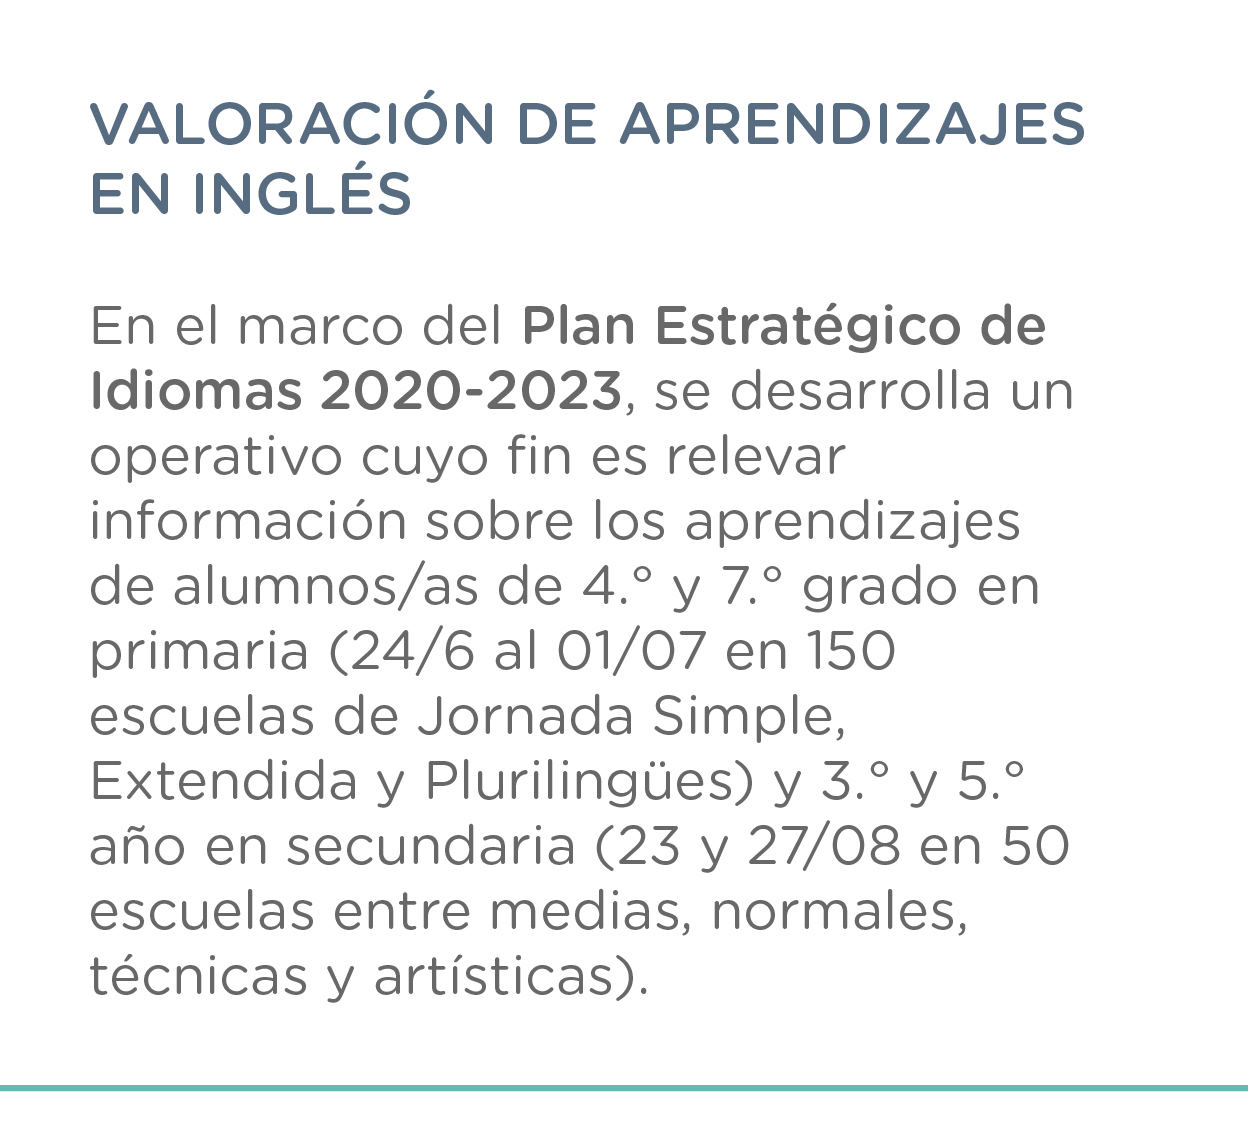 VALORACIÓN DE APRENDIZAJES
EN INGLÉS
En el marco del Plan Estratégico de
Idiomas 2020-2023, se desarrolla un
operativo cuyo fin es relevar
información sobre los aprendizajes
de alumnos/as de 4.° y 7.° grado en
primaria (24/6 al 01/07 en 150
escuelas de Jornada Simple,
Extendida y Plurilingües) y 3.° y 5.°
año en secundaria (23 y 27/08 en 50
escuelas entre medias, normales,
técnicas y artísticas).